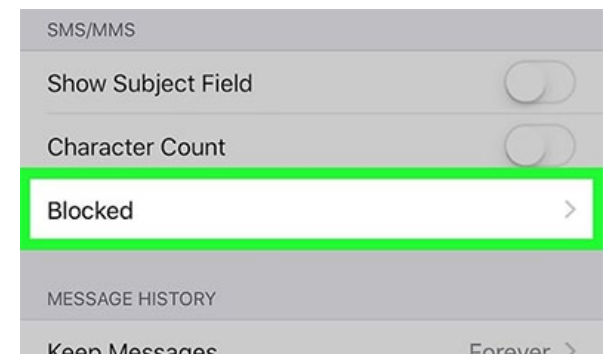 SMS/MMS
Show Subject Field
Character Count
Blocked
MESSAGE HISTORY
Keep Messages Forever